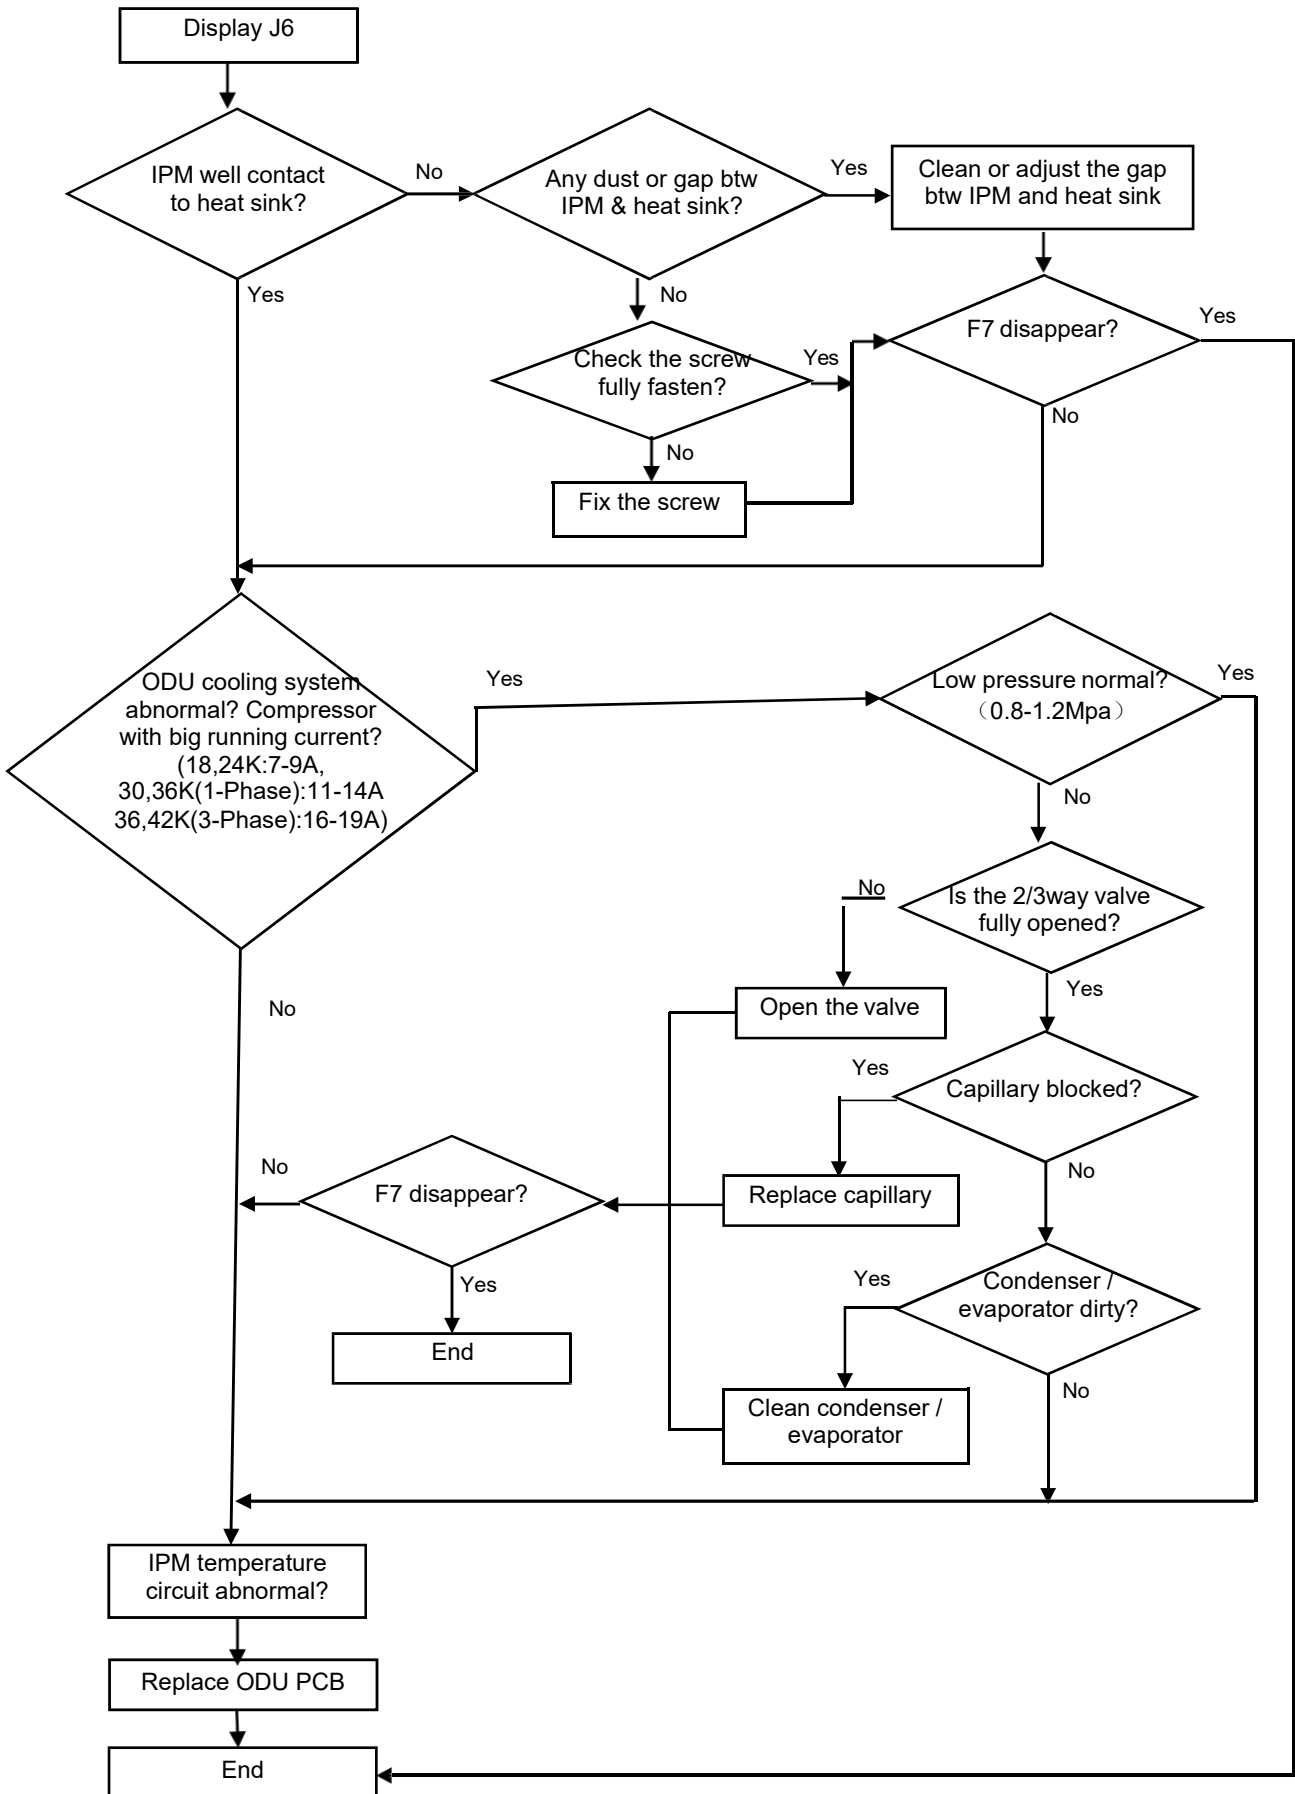 Display J6
IPM well contact
to heat sink?
No
Any dust or gap btw
IPM & heat sink?
Yes
Clean or adjust the gap
btw IPM and heat sink
Yes
No
F7 disappear?
Yes
Check the screw
fully fasten?
Yes
No
No
Fix the screw
ODU cooling system
abnormal? Compressor
with big running current?
(18,24K:7-9A,
30,36K(1-Phase):11-14A
36,42K(3-Phase):16-19A)
Yes
Low pressure normal?
（0.8-1.2Mpa）
Yes
No
No
Is the 2/3way valve
fully opened?
No
Open the valve
Yes
Yes
Capillary blocked?
No
F7 disappear?
Replace capillary
No
Yes
End
Yes
Condenser /
evaporator dirty?
Clean condenser /
evaporator
No
IPM temperature
circuit abnormal?
Replace ODU PCB
End